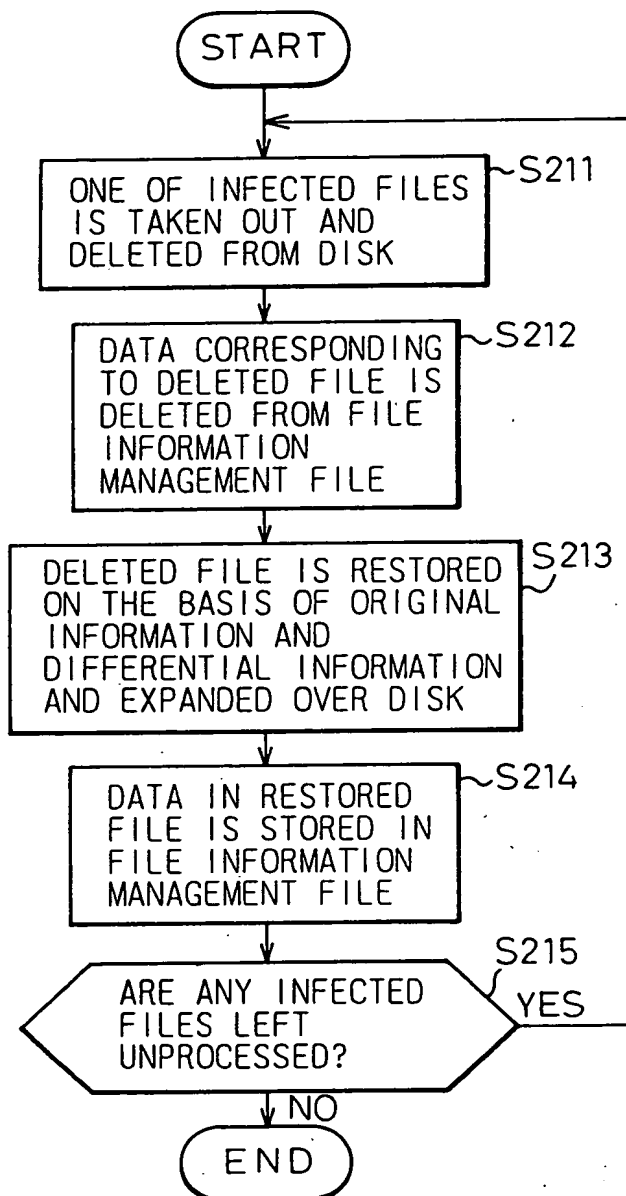 START
S211
ONE OF INFECTED FILES
IS TAKEN OUT AND
DELETED FROM DISK
S212
DATA CORRESPONDING
TO DELETED FILE IS
DELETED FROM FILE
INFORMATION
MANAGEMENT FILE
S213
DELETED FILE IS RESTORED
ON THE BASIS OF ORIGINAL
INFORMATION AND
DIFFERENTIAL INFORMATION
AND EXPANDED OVER DISK
S214
DATA IN RESTORED
FILE IS STORED IN
FILE INFORMATION
MANAGEMENT FILE
S215
ARE ANY INFECTED
FILES LEFT
UNPROCESSED?
YES
NO
END